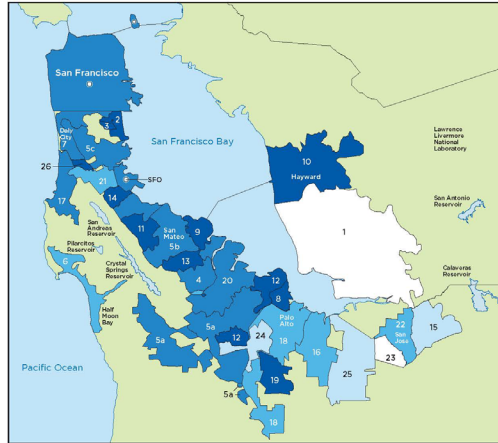 San Francisco
2
3
Daly
City
7
5c
San Francisco Bay
Lawrence
Livermore
National
Laboratory
10
Hayward
26
21
SFO
14
17
San
Andreas
Reservoir
San Antonio
Reservoir
11
San
Mateo
5b
9
1
Pilarcitos
Reservoir
6
Crystal
Springs
Reservoir
13
4
20
12
8
Calaveras
Reservoir
Half
Moon
Bay
5a
5a
12
24
Palo
Alto
18
16
22
San
Jose
15
23
Pacific Ocean
19
25
5a
18